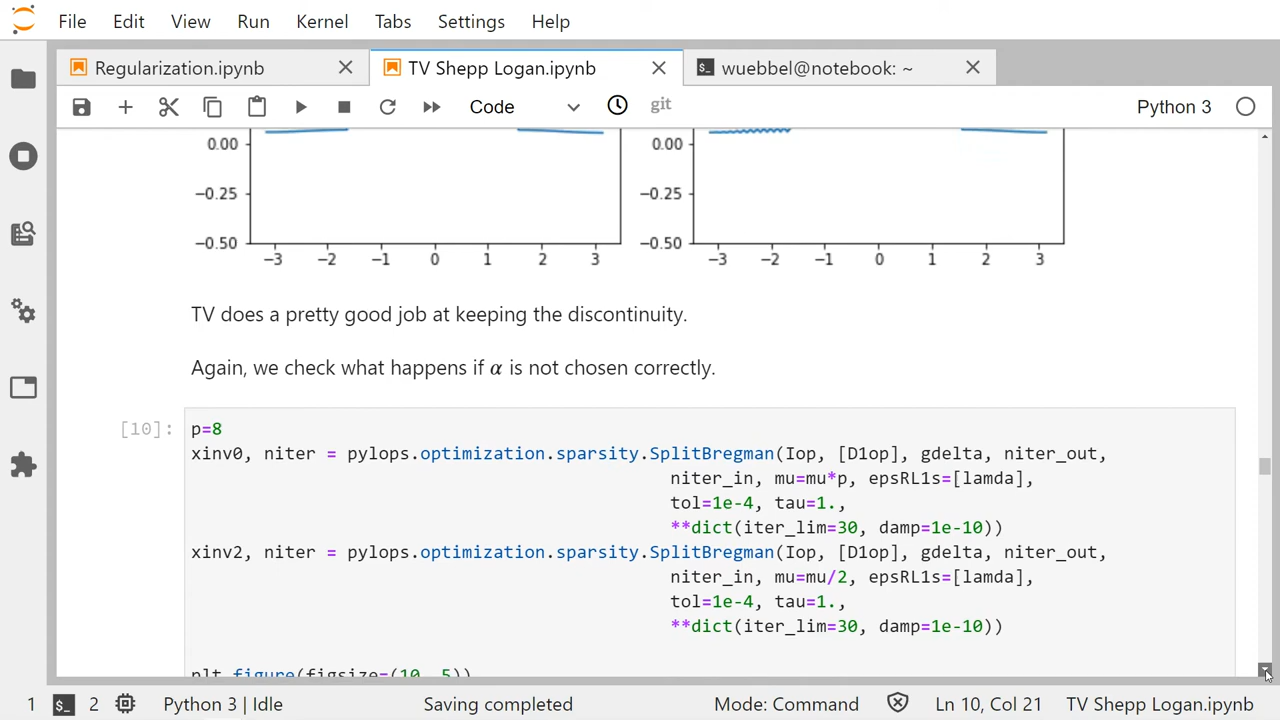 File Edit View Run Kernel Tabs Settings Help
Regularization.ipynb TV Shepp Logan.ipynb $_ wuebbel@notebook: ~
Code git Python 3
0.00 0.00
−0.25 −0.25
−0.50 −0.50
−3 −2 −1 0 1 2 3 −3 −2 −1 0 1 2 3
TV does a pretty good job at keeping the discontinuity.
Again, we check what happens if α is not chosen correctly.
[10]: p=8
xinv0, niter = pylops.optimization.sparsity.SplitBregman(Iop, [D1op], gdelta, niter_out,
niter_in, mu=mu*p, epsRL1s=[lamda],
tol=1e-4, tau=1.,
**dict(iter_lim=30, damp=1e-10))
xinv2, niter = pylops.optimization.sparsity.SplitBregman(Iop, [D1op], gdelta, niter_out,
niter_in, mu=mu/2, epsRL1s=[lamda],
tol=1e-4, tau=1.,
**dict(iter_lim=30, damp=1e-10))
plt.figure(figsize=(10, 5))
1 $_ 2 Python 3 | Idle Saving completed Mode: Command Ln 10, Col 21 TV Shepp Logan.ipynb